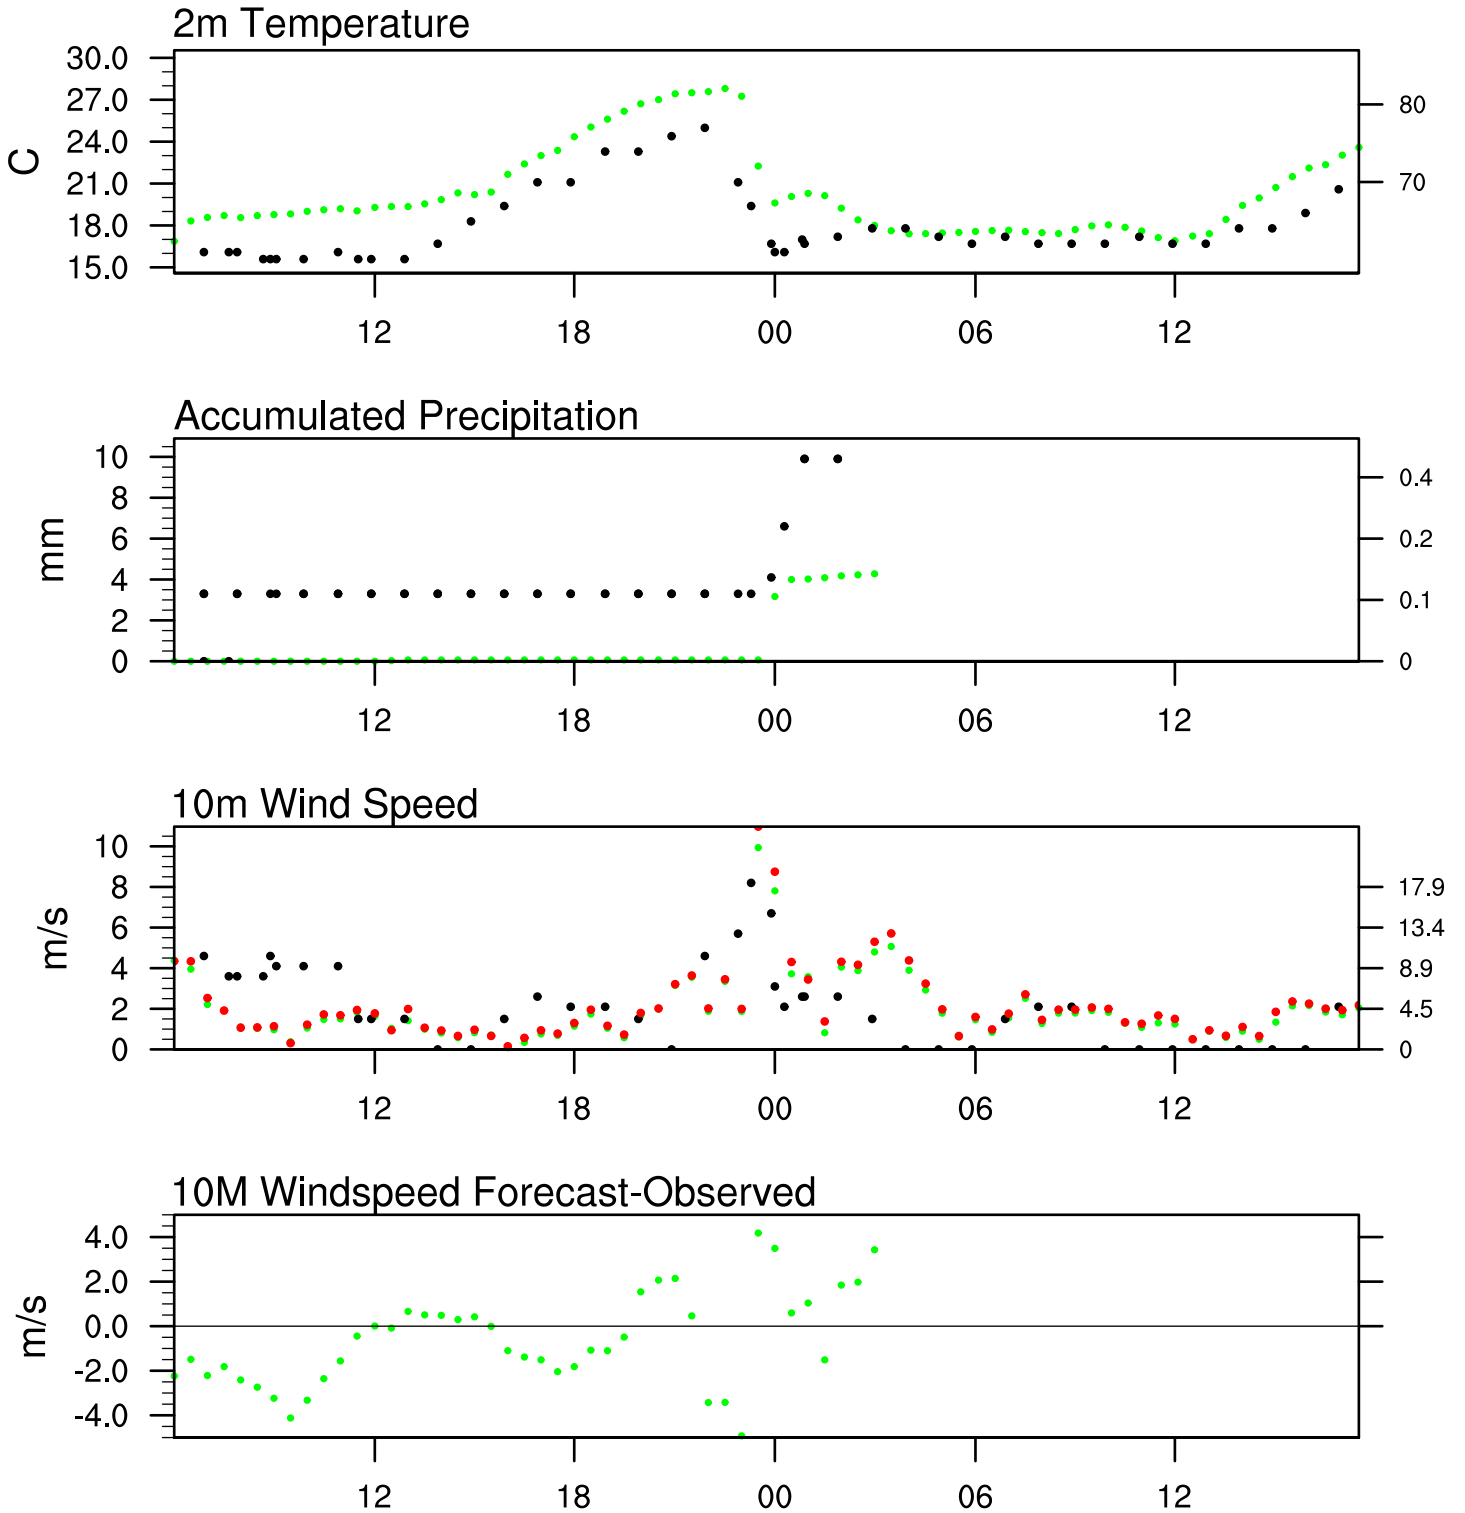 2m Temperature
30.0
27.0
24.0
21.0
18.0
15.0
C
80
70
12 18 00 06 12
Accumulated Precipitation
10
8
6
4
2
0
mm
0.4
0.2
0.1
0
12 18 00 06 12
10m Wind Speed
10
8
6
4
2
0
m/s
17.9
13.4
8.9
4.5
0
12 18 00 06 12
10M Windspeed Forecast-Observed
4.0
2.0
0.0
-2.0
-4.0
m/s
12 18 00 06 12